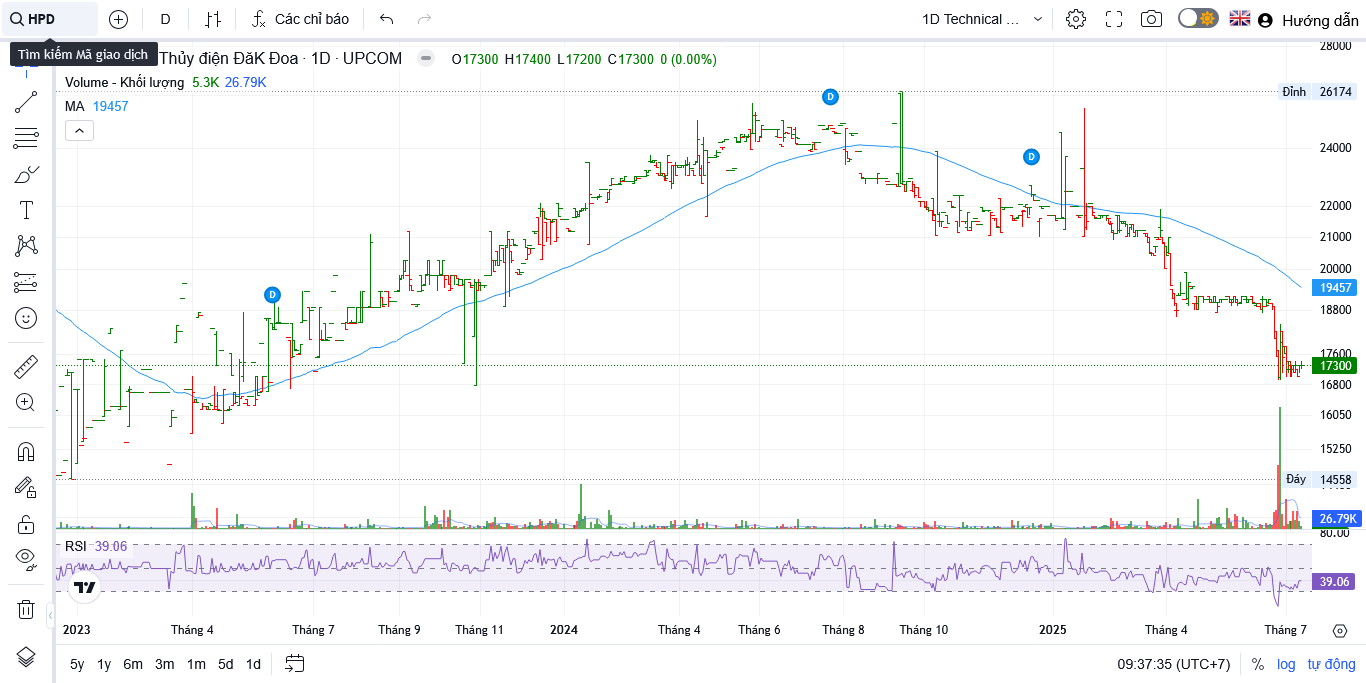 HPD
D
Các chỉ báo
1D Technical ...
Hướng dẫn
Tìm kiếm Mã giao dịch
Thủy điện ĐăK Đoa · 1D · UPCOM
O17300 H17400 L17200 C17300 0 (0.00%)
Volume - Khối lượng 5.3K 26.79K
MA 19457
28000
Đỉnh 26174
D
24000
D
22000
21000
20000
D
19457
18800
17600
17300
16800
16050
15250
Đáy 14558
26.79K
80.00
RSI 39.06
39.06
2023 Tháng 4 Tháng 7 Tháng 9 Tháng 11 2024 Tháng 4 Tháng 6 Tháng 8 Tháng 10 2025 Tháng 4 Tháng 7
5y 1y 6m 3m 1m 5d 1d
09:37:35 (UTC+7) % log tự động